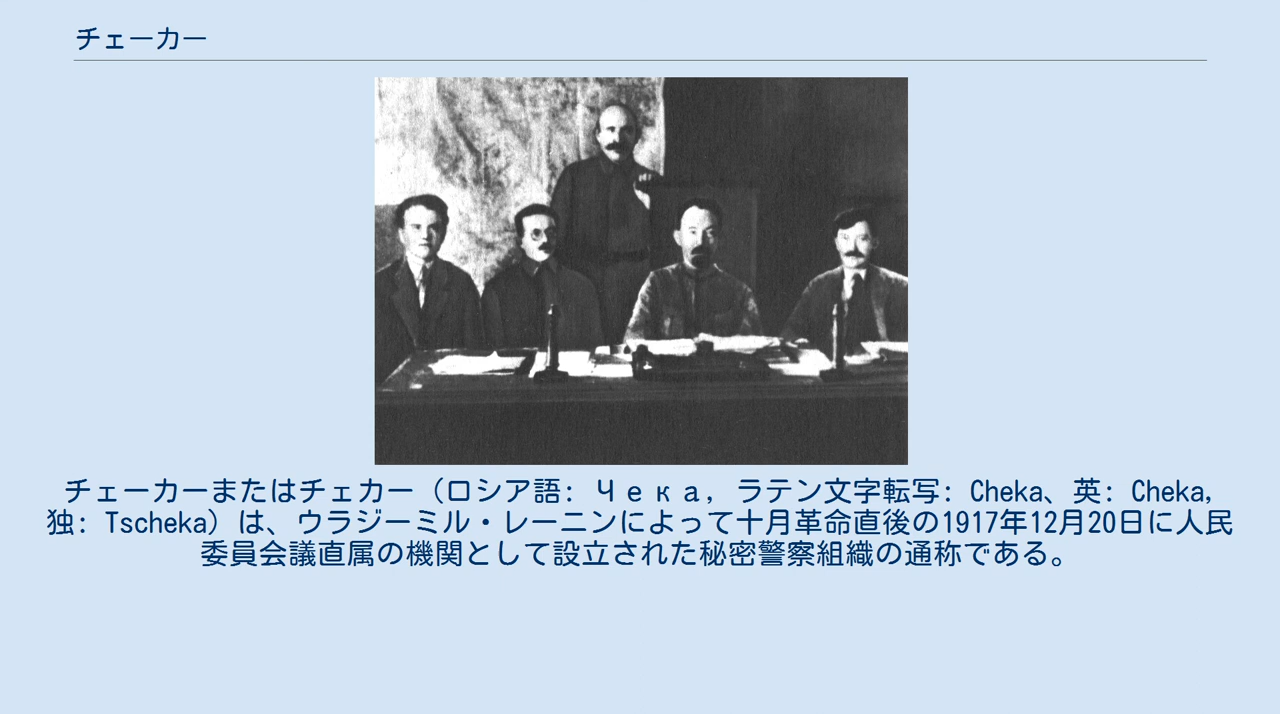 チェーカー
チェーカーまたはチェカー（ロシア語: Чека, ラテン文字転写: Cheka、英: Cheka,
独: Tscheka）は、ウラジーミル・レーニンによって十月革命直後の1917年12月20日に人民
委員会議直属の機関として設立された秘密警察組織の通称である。